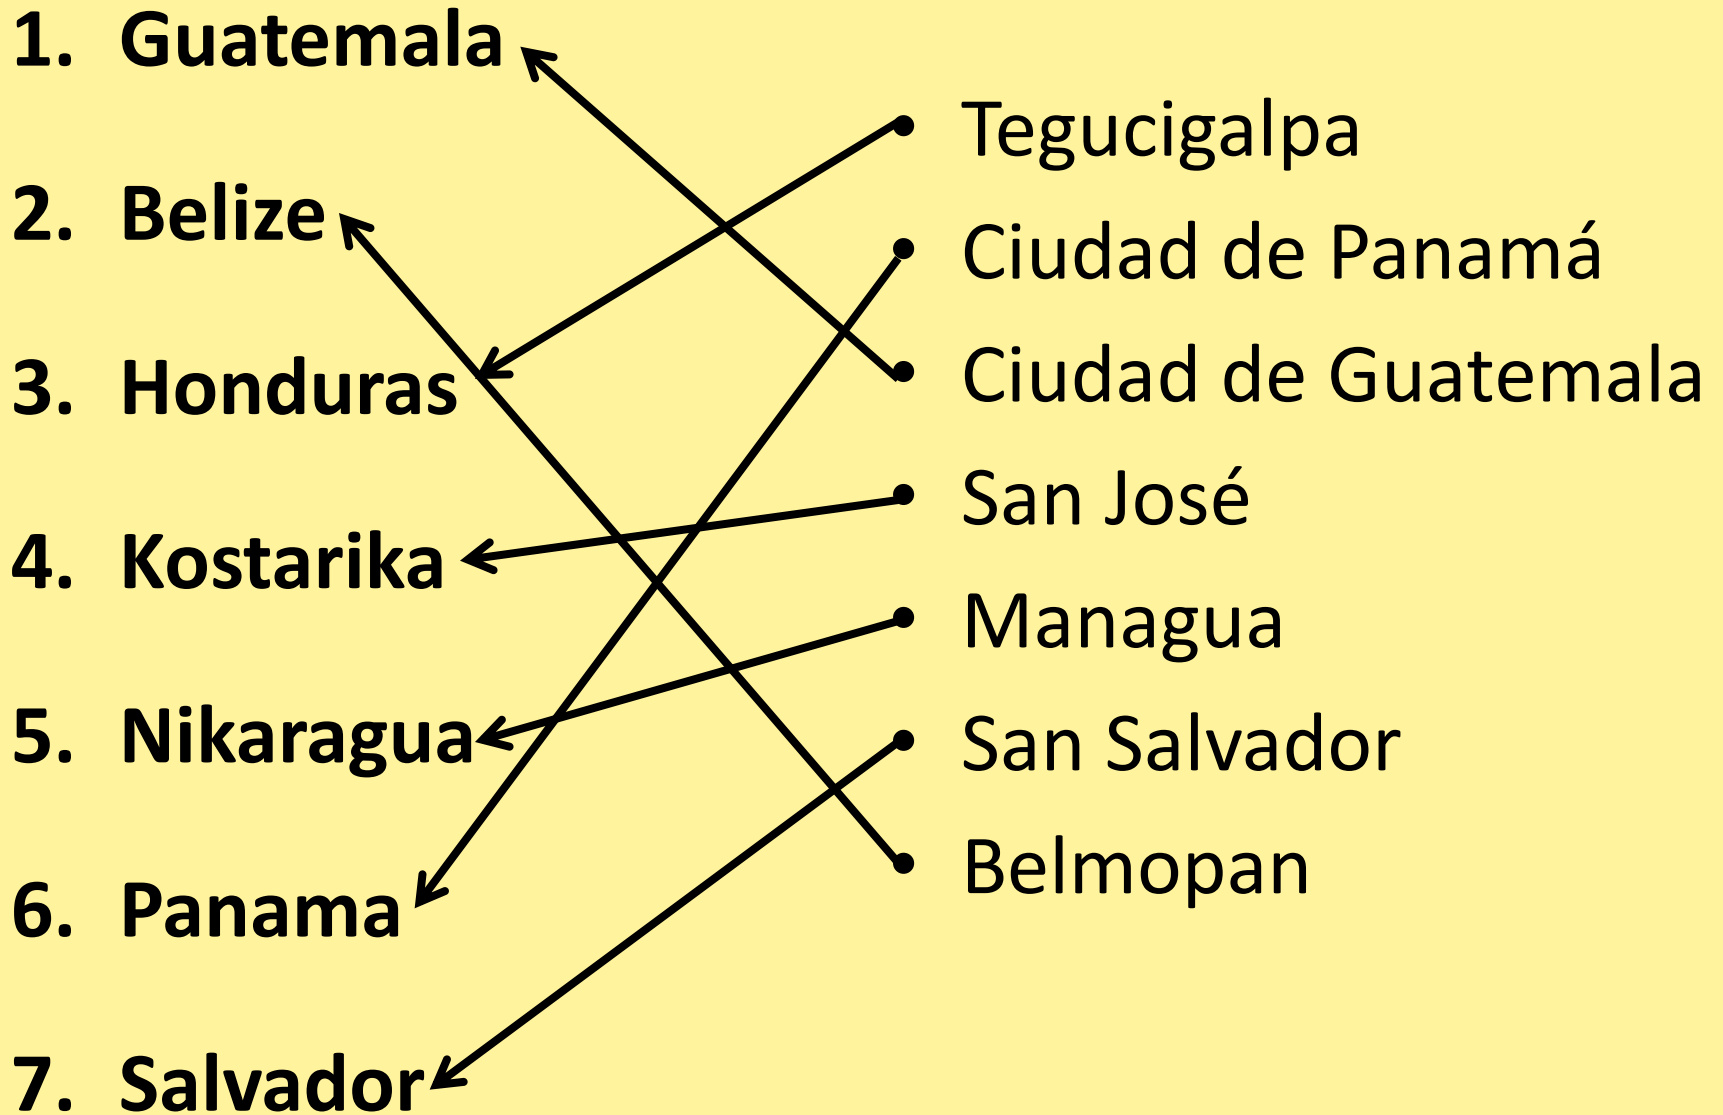 1. Guatemala
2. Belize
3. Honduras
4. Kostarika
5. Nikaragua
6. Panama
7. Salvador
• Tegucigalpa
• Ciudad de Panamá
• Ciudad de Guatemala
• San José
• Managua
• San Salvador
• Belmopan